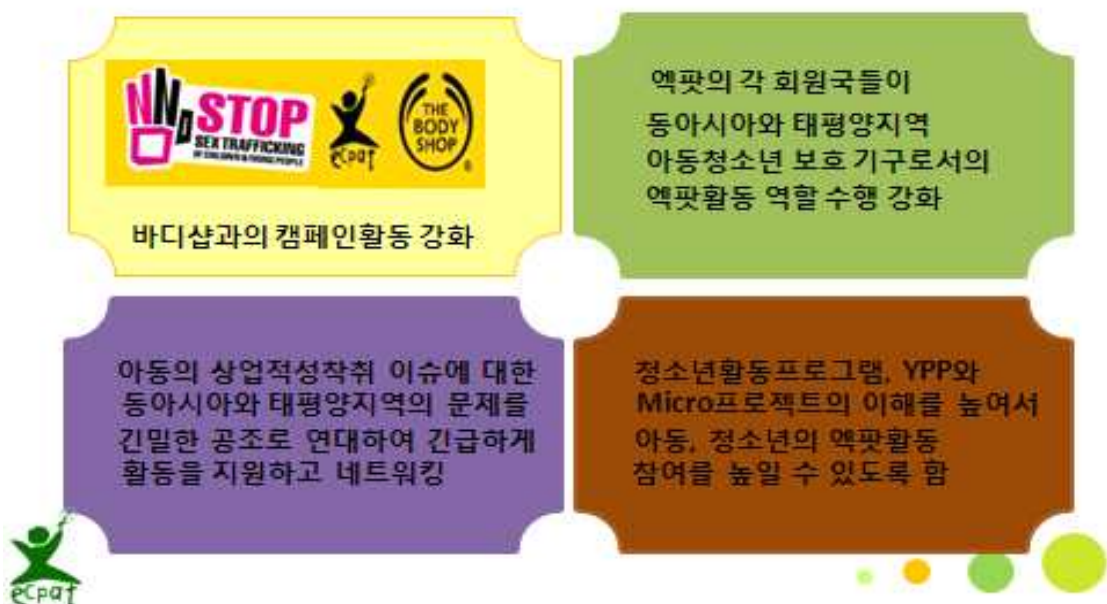 STOP
SEX TRAFFICKING
OF CHILDREN & YOUNG PEOPLE
ecpat
THE
BODY
SHOP
®
바디샵과의 캠페인활동 강화
엑팟의 각 회원국들이
동아시아와 태평양지역
아동청소년 보호 기구로서의
엑팟활동 역할 수행 강화
아동의 상업적성착취 이슈에 대한
동아시아와 태평양지역의 문제를
긴밀한 공조로 연대하여 긴급하게
활동을 지원하고 네트워킹
청소년활동프로그램, YPP와
Micro프로젝트의 이해를 높여서
아동, 청소년의 엑팟활동
참여를 높일 수 있도록 함
ecpat